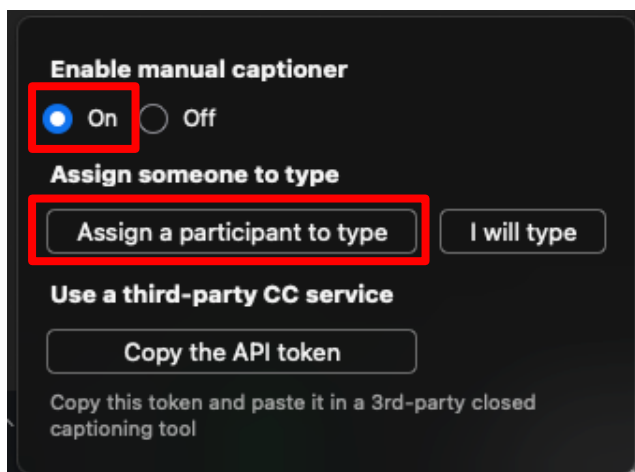 Enable manual captioner
On Off
Assign someone to type
Assign a participant to type I will type
Use a third-party CC service
Copy the API token
Copy this token and paste it in a 3rd-party closed
captioning tool